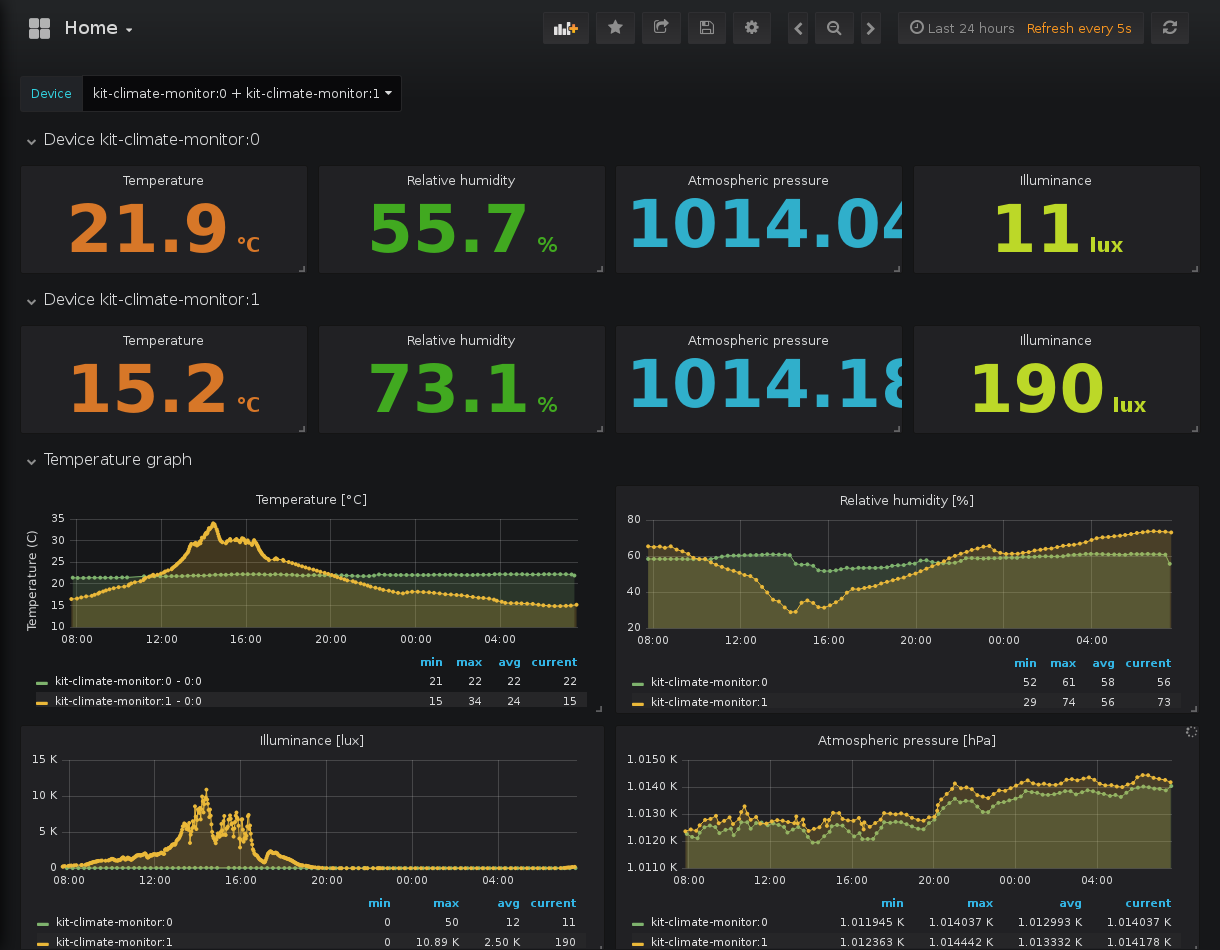 Home
Last 24 hours Refresh every 5s
Device kit-climate-monitor:0 + kit-climate-monitor:1
Device kit-climate-monitor:0
Temperature
21.9 °C
Relative humidity
55.7 %
Atmospheric pressure
1014.04
Illuminance
11 lux
Device kit-climate-monitor:1
Temperature
15.2 °C
Relative humidity
73.1 %
Atmospheric pressure
1014.18
Illuminance
190 lux
Temperature graph
Temperature [°C]
Temperature (C)
35
30
25
20
15
10
08:00 12:00 16:00 20:00 00:00 04:00
min max avg current
kit-climate-monitor:0 - 0:0 21 22 22 22
kit-climate-monitor:1 - 0:0 15 34 24 15
Relative humidity [%]
80
60
40
20
08:00 12:00 16:00 20:00 00:00 04:00
min max avg current
kit-climate-monitor:0 52 61 58 56
kit-climate-monitor:1 29 74 56 73
Illuminance [lux]
15 K
10 K
5 K
0
08:00 12:00 16:00 20:00 00:00 04:00
min max avg current
kit-climate-monitor:0 0 50 12 11
kit-climate-monitor:1 0 10.89 K 2.50 K 190
Atmospheric pressure [hPa]
1.0150 K
1.0140 K
1.0130 K
1.0120 K
1.0110 K
08:00 12:00 16:00 20:00 00:00 04:00
min max avg current
kit-climate-monitor:0 1.011945 K 1.014037 K 1.012993 K 1.014037 K
kit-climate-monitor:1 1.012363 K 1.014442 K 1.013332 K 1.014178 K